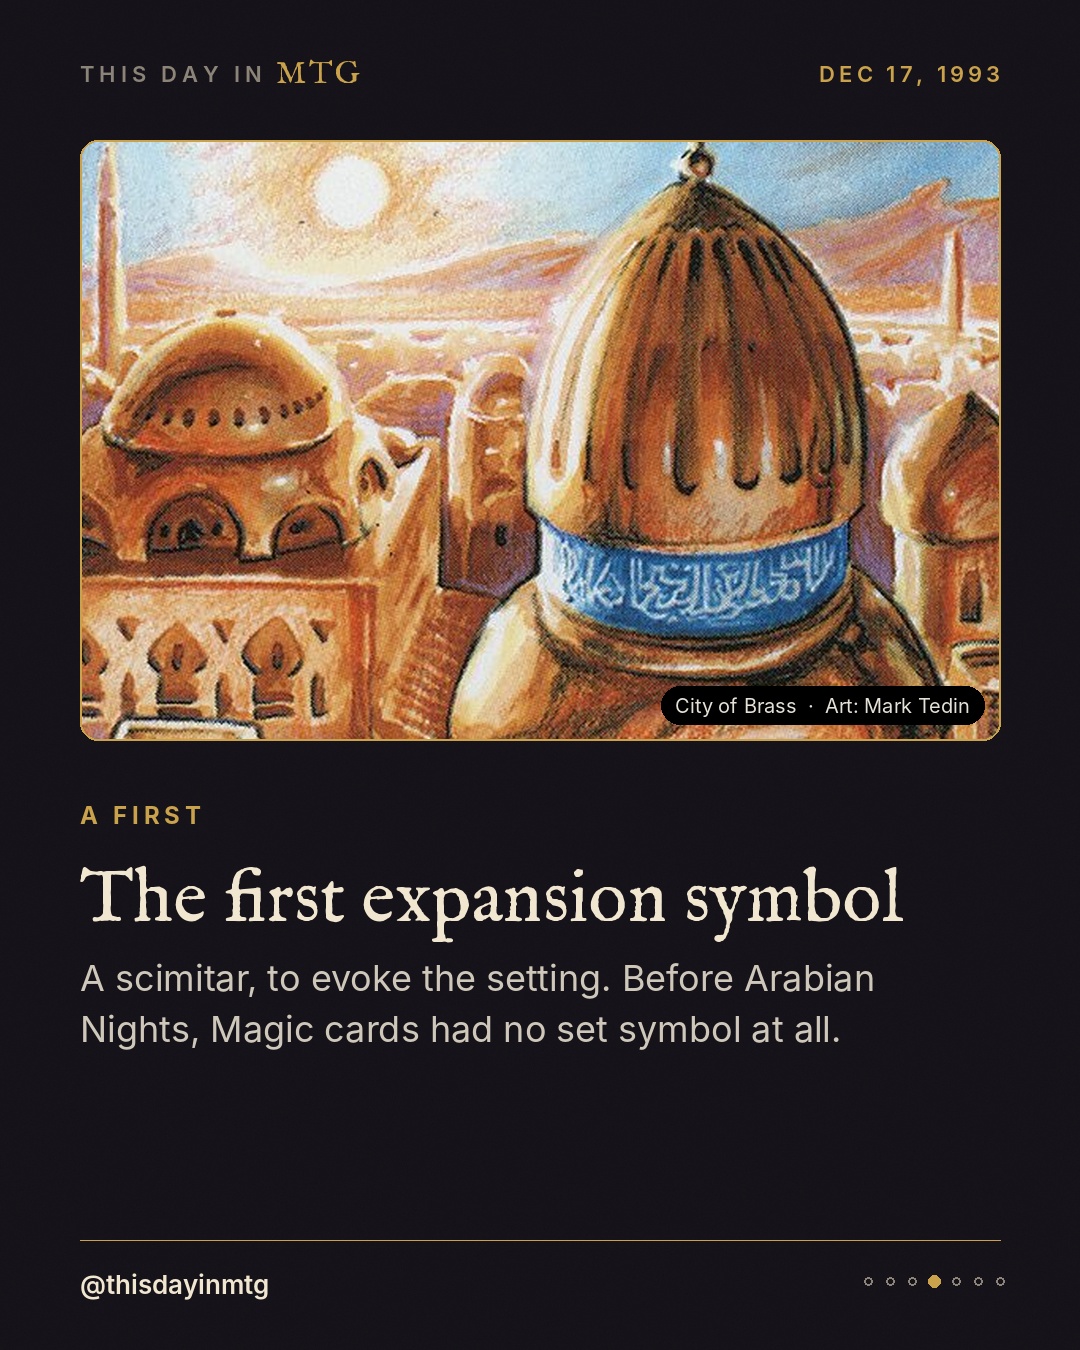 THIS DAY IN MTG
DEC 17, 1993
City of Brass · Art: Mark Tedin
A FIRST
The first expansion symbol
A scimitar, to evoke the setting. Before Arabian
Nights, Magic cards had no set symbol at all.
@thisdayinmtg